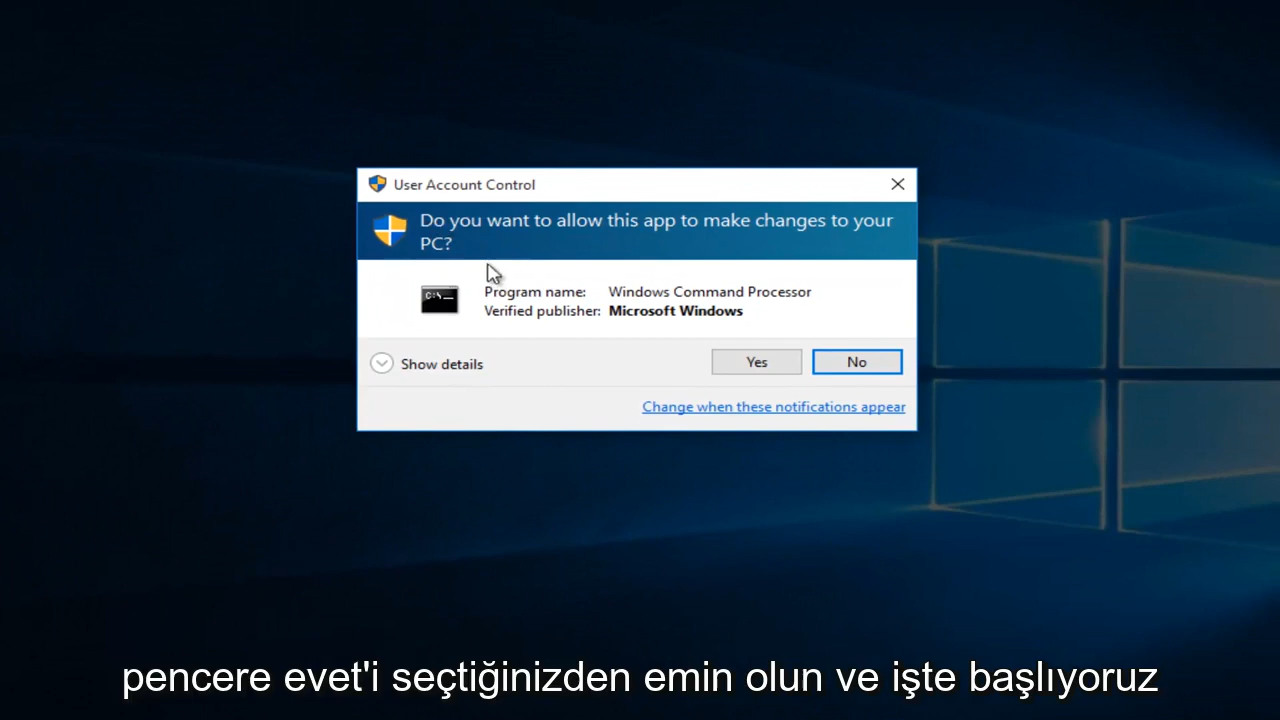 User Account Control
Do you want to allow this app to make changes to your
PC?
C:\_
Program name: Windows Command Processor
Verified publisher: Microsoft Windows
Show details
Yes
No
Change when these notifications appear
pencere evet'i seçtiğinizden emin olun ve işte başlıyoruz